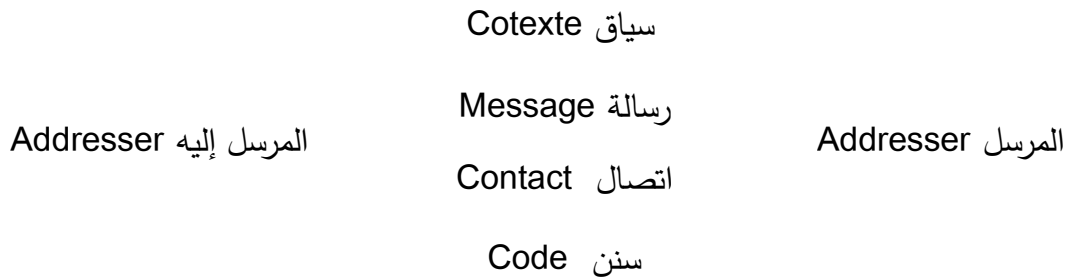 سياق Cotexte
رسالة Message
المرسل Addresser
المرسل إليه Addresser
اتصال Contact
سنن Code